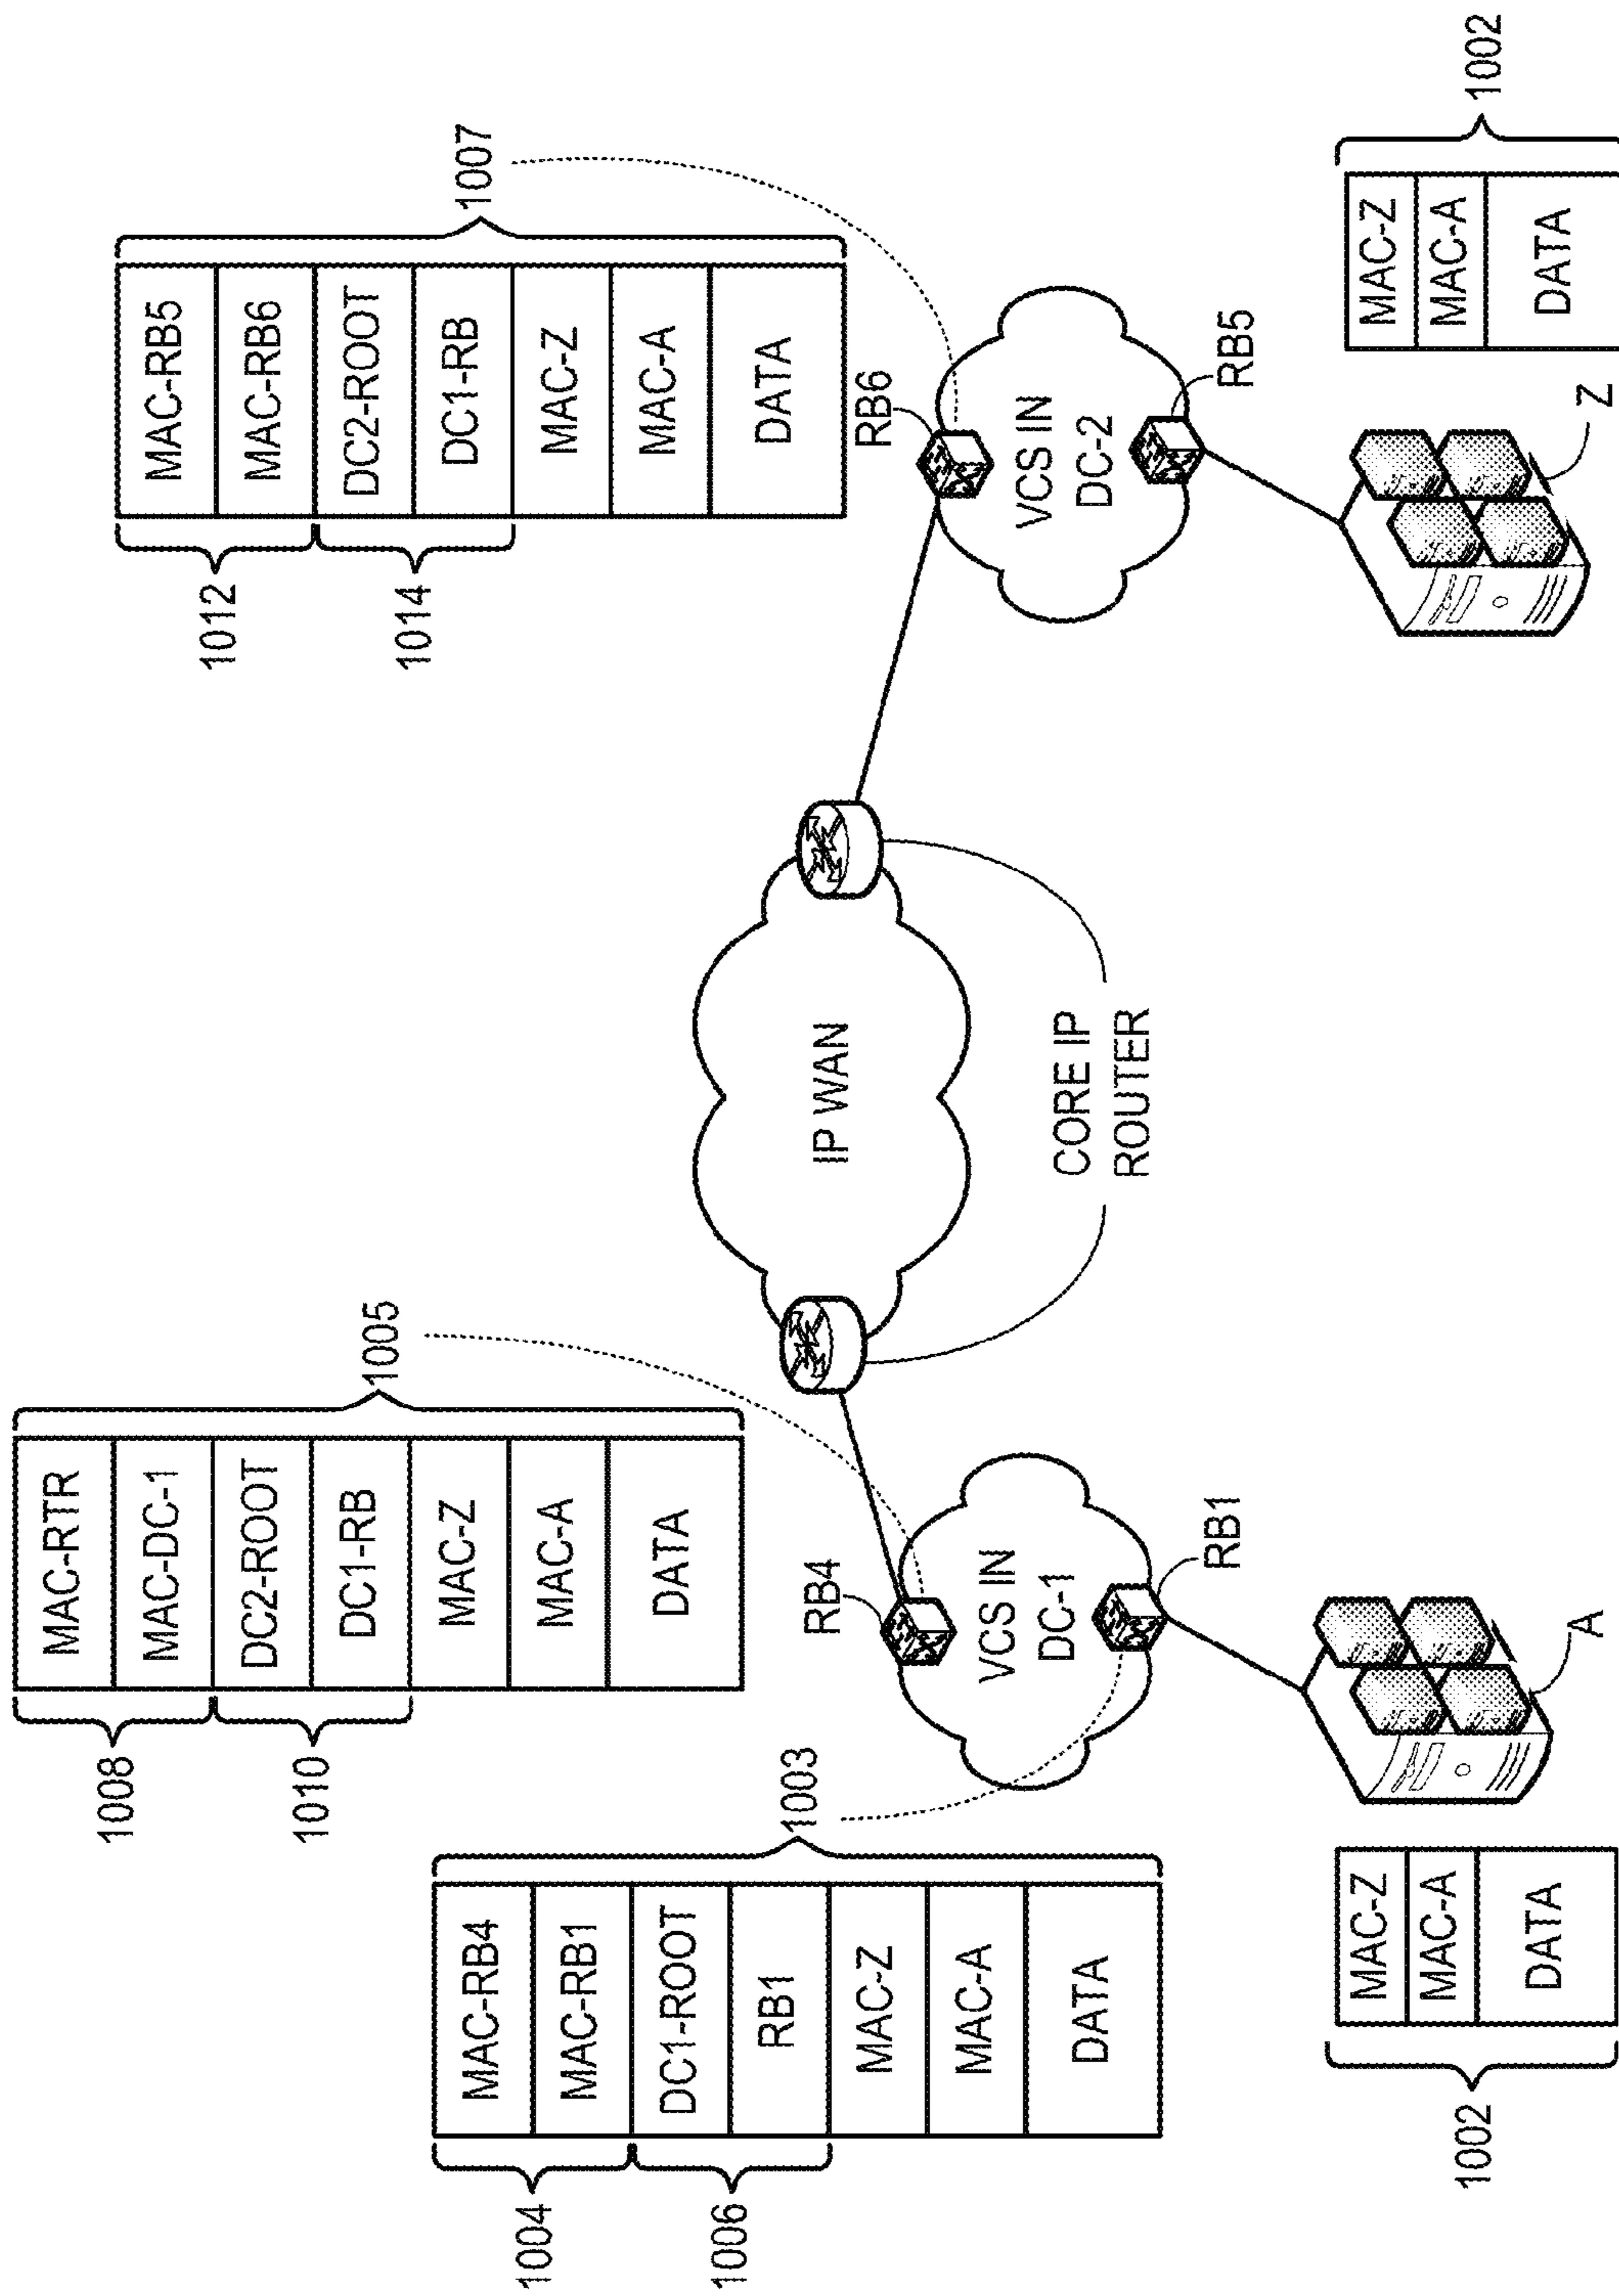 1008
1010
MAC-RTR
MAC-DC-1
DC2-ROOT
DC1-RB
MAC-Z
MAC-A
DATA
1005
1012
1014
MAC-RB5
MAC-RB6
DC2-ROOT
DC1-RB
MAC-Z
MAC-A
DATA
1007
1004
1006
MAC-RB4
MAC-RB1
DC1-ROOT
RB1
MAC-Z
MAC-A
DATA
1003
RB4
VCS IN
DC-1
RB1
IP WAN
CORE IP
ROUTER
RB6
VCS IN
DC-2
RB5
1002
MAC-Z
MAC-A
DATA
A
Z
MAC-Z
MAC-A
DATA
1002